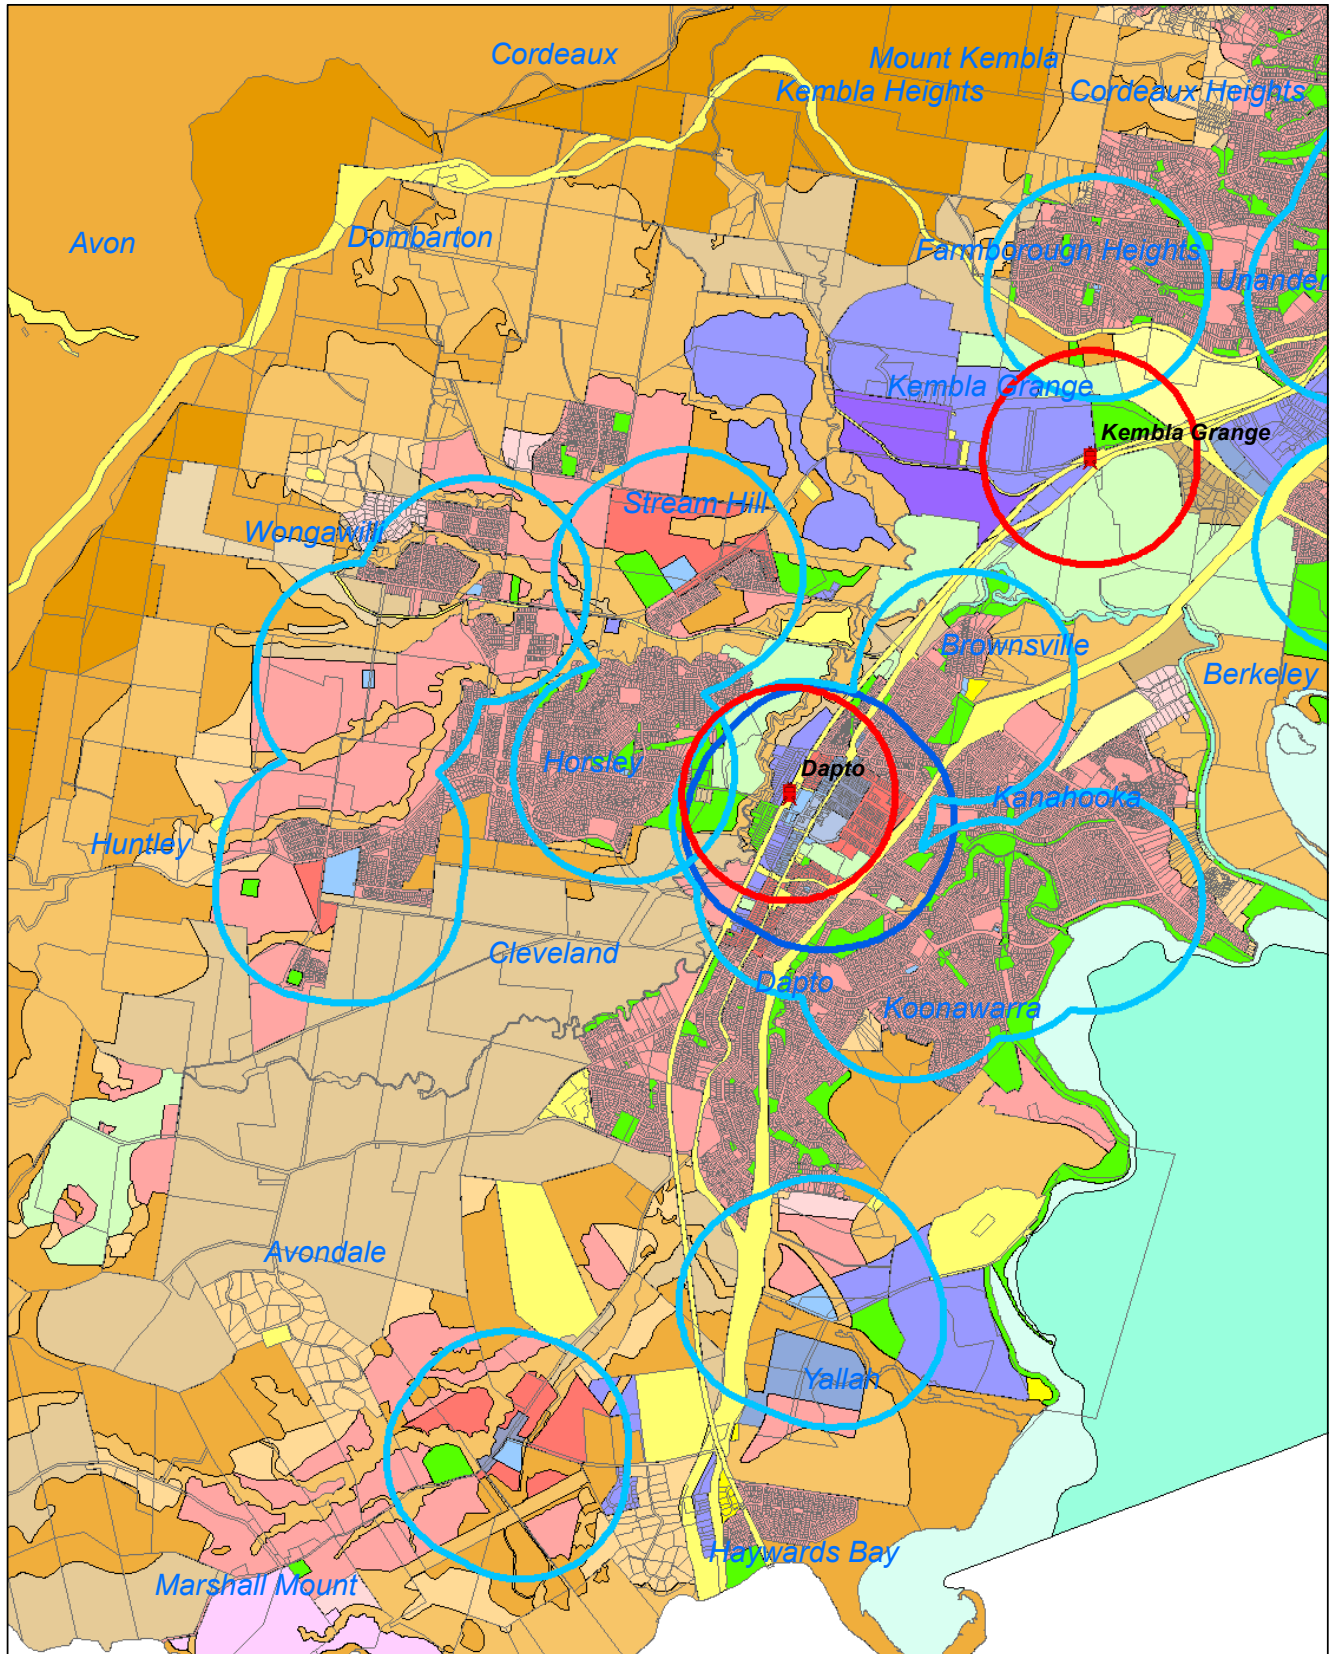 Cordeaux
Mount Kembla
Kembla Heights
Cordeaux Heights
Avon
Dombarton
Farmborough Heights
Unander
Kembla Grange
Kembla Grange
Stream Hill
Wongawilli
Brownsville
Berkeley
Horsley
Dapto
Kanahooka
Huntley
Cleveland
Dapto
Koonawarra
Avondale
Yallah
Haywards Bay
Marshall Mount